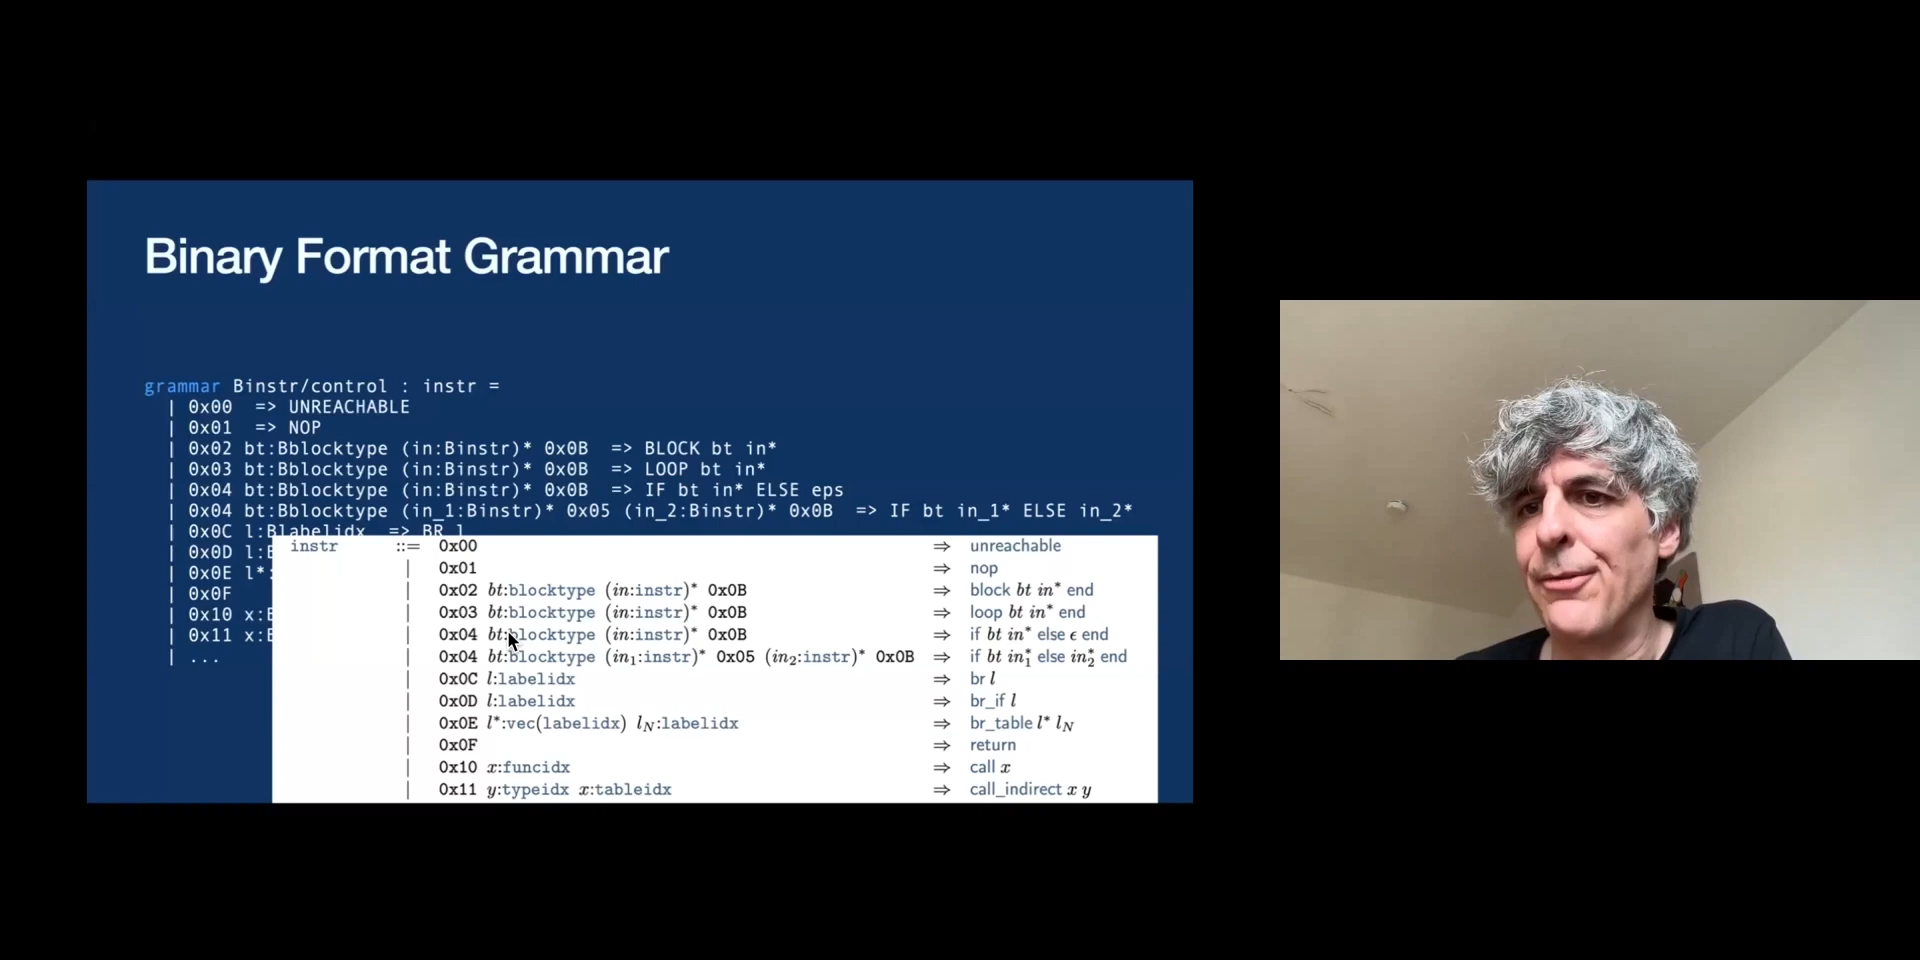 Binary Format Grammar
grammar Binstr/control : instr =
| 0x00 => UNREACHABLE
| 0x01 => NOP
| 0x02 bt:Bblocktype (in:Binstr)* 0x0B => BLOCK bt in*
| 0x03 bt:Bblocktype (in:Binstr)* 0x0B => LOOP bt in*
| 0x04 bt:Bblocktype (in:Binstr)* 0x0B => IF bt in* ELSE eps
| 0x04 bt:Bblocktype (in_1:Binstr)* 0x05 (in_2:Binstr)* 0x0B => IF bt in_1* ELSE in_2*
| 0x0C l:Blabelidx => BR l
| 0x0D l:B
| 0x0E l*:
| 0x0F
| 0x10 x:B
| 0x11 x:B
| ...
instr ::= 0x00 ⇒ unreachable
| 0x01 ⇒ nop
| 0x02 bt:blocktype (in:instr)* 0x0B ⇒ block bt in* end
| 0x03 bt:blocktype (in:instr)* 0x0B ⇒ loop bt in* end
| 0x04 bt:blocktype (in:instr)* 0x0B ⇒ if bt in* else ϵ end
| 0x04 bt:blocktype (in₁:instr)* 0x05 (in₂:instr)* 0x0B ⇒ if bt in₁* else in₂* end
| 0x0C l:labelidx ⇒ br l
| 0x0D l:labelidx ⇒ br_if l
| 0x0E l*:vec(labelidx) l_N:labelidx ⇒ br_table l* l_N
| 0x0F ⇒ return
| 0x10 x:funcidx ⇒ call x
| 0x11 y:typeidx x:tableidx ⇒ call_indirect x y